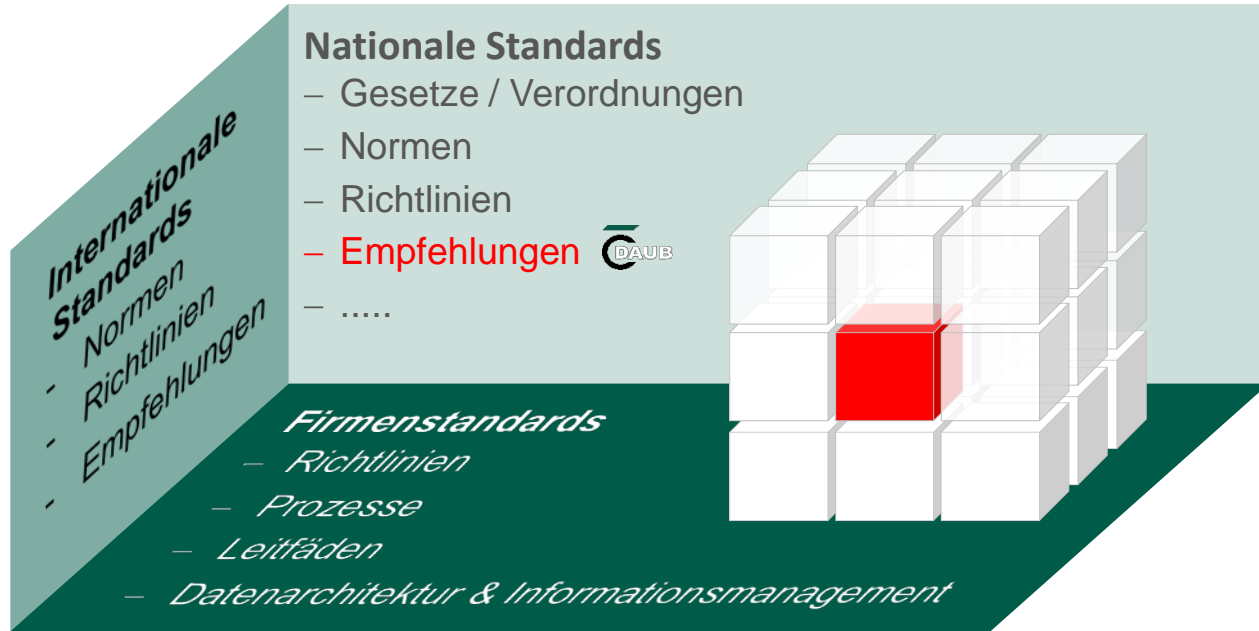 Nationale Standards
– Gesetze / Verordnungen
– Normen
– Richtlinien
– Empfehlungen DAUB
– .....
Internationale
Standards
- Normen
- Richtlinien
- Empfehlungen
Firmenstandards
– Richtlinien
– Prozesse
– Leitfäden
– Datenarchitektur & Informationsmanagement